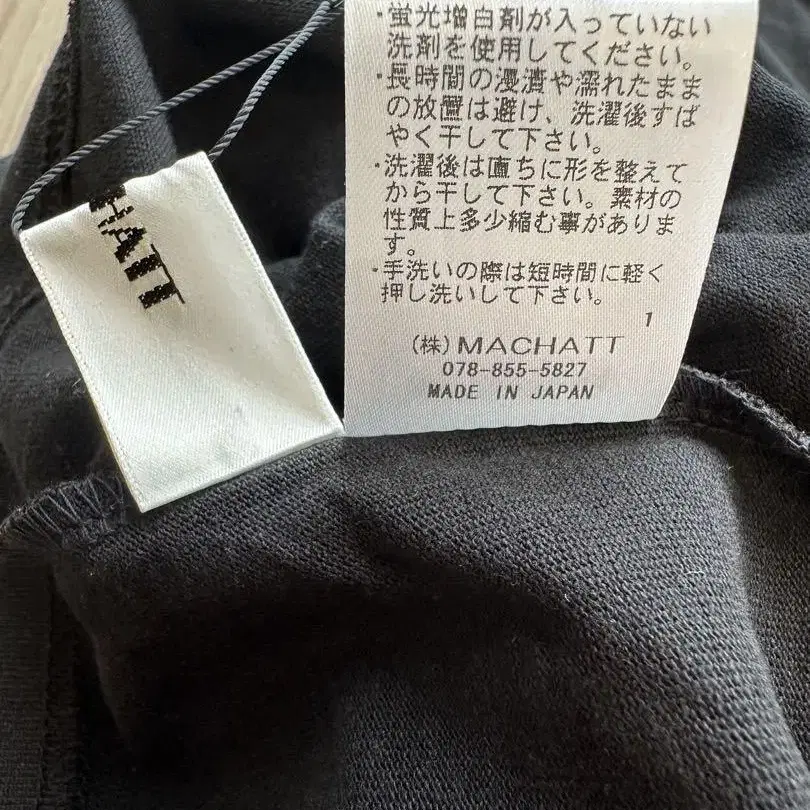 ・蛍光増白剤が入っていない
洗剤を使用してください。
・長時間の浸漬や濡れたまま
の放置は避け、洗濯後すば
やく干して下さい。
・洗濯後は直ちに形を整えて
から干して下さい。素材の
性質上多少縮む事がありま
す。
・手洗いの際は短時間に軽く
押し洗いして下さい。
1
(株)MACHATT
078-855-5827
MADE IN JAPAN
HATT